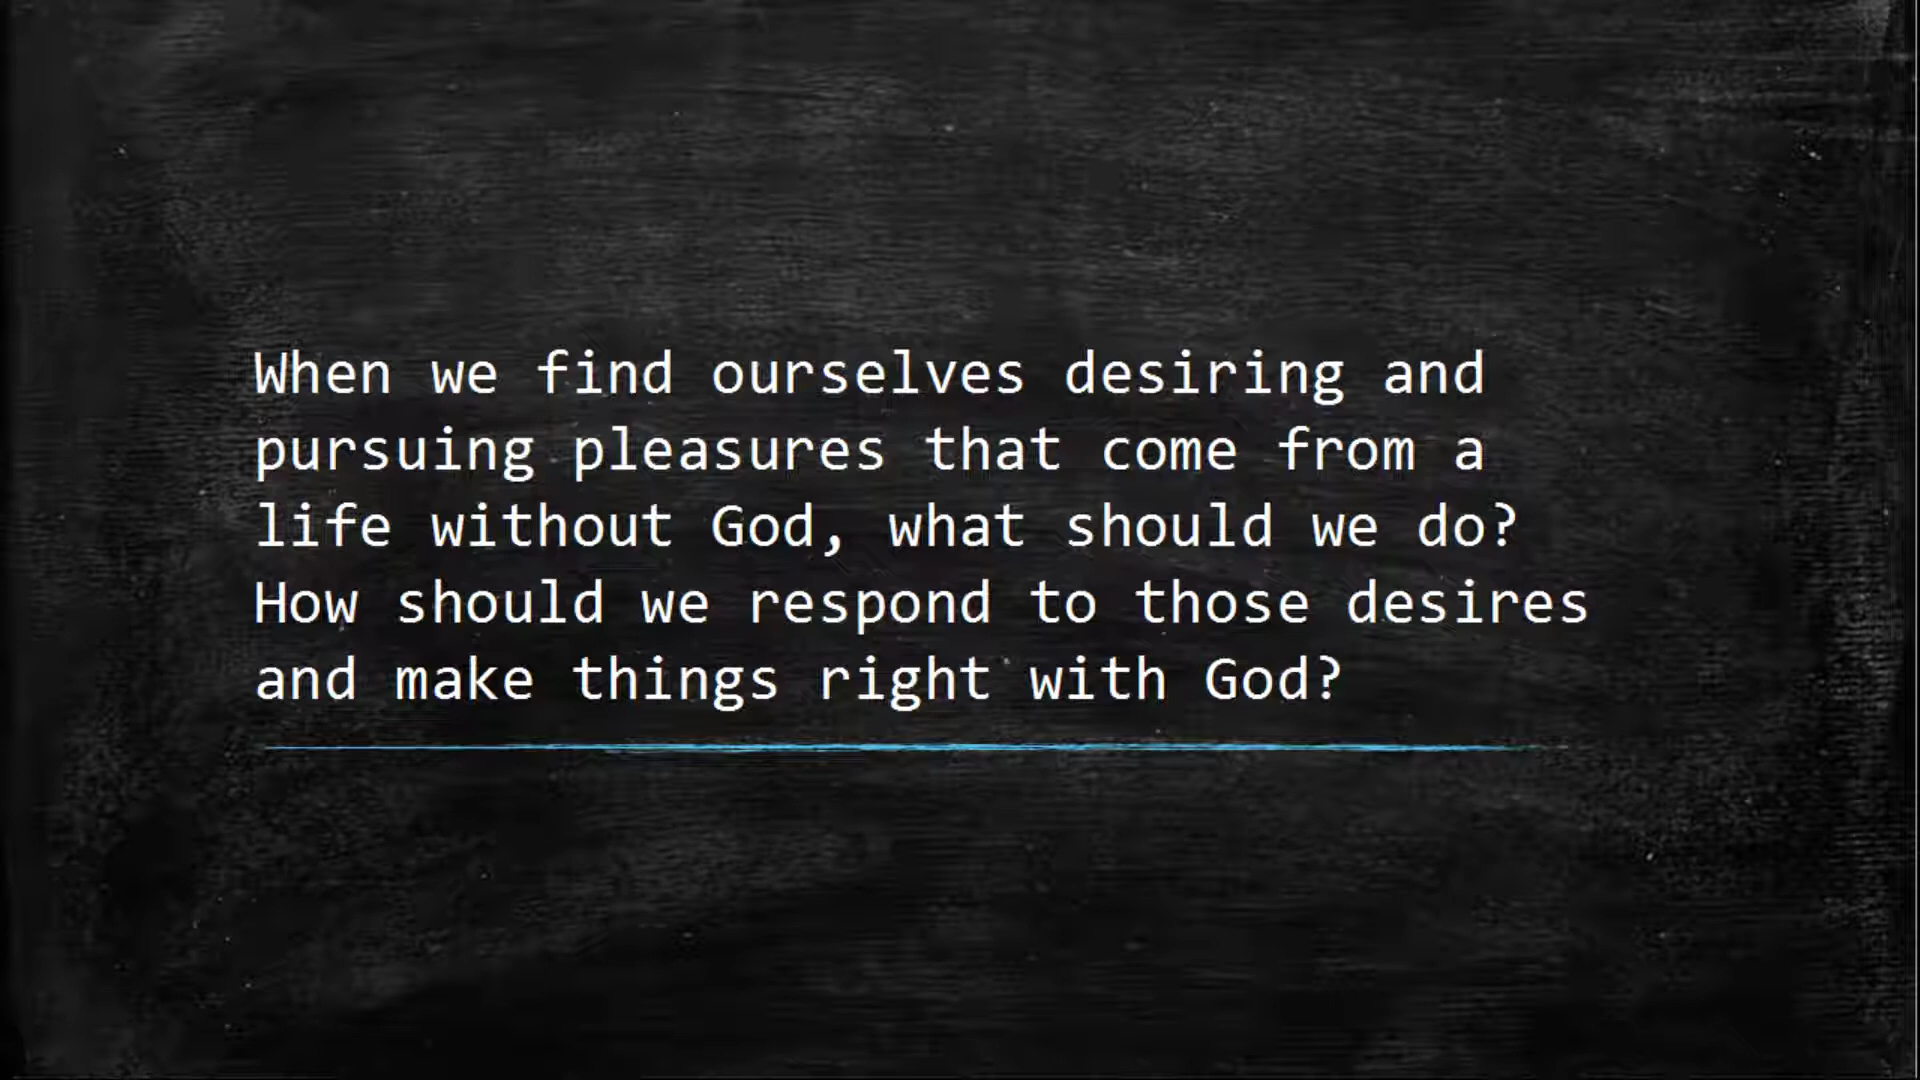 When we find ourselves desiring and
pursuing pleasures that come from a
life without God, what should we do?
How should we respond to those desires
and make things right with God?